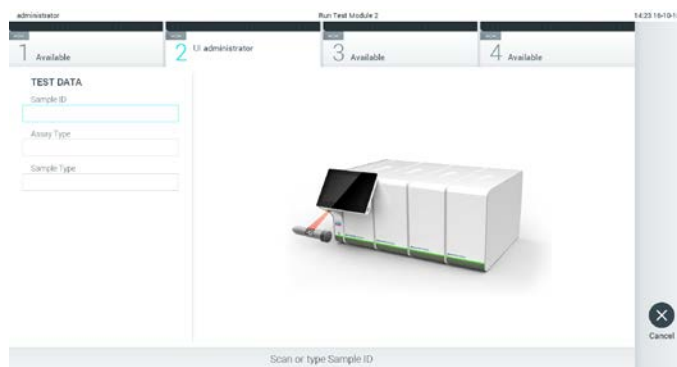 administrator Run Test Module 2 14:23 16-10-1
1 Available 2 UI administrator 3 Available 4 Available
TEST DATA
Sample ID
Assay Type
Sample Type
Cancel
Scan or type Sample ID